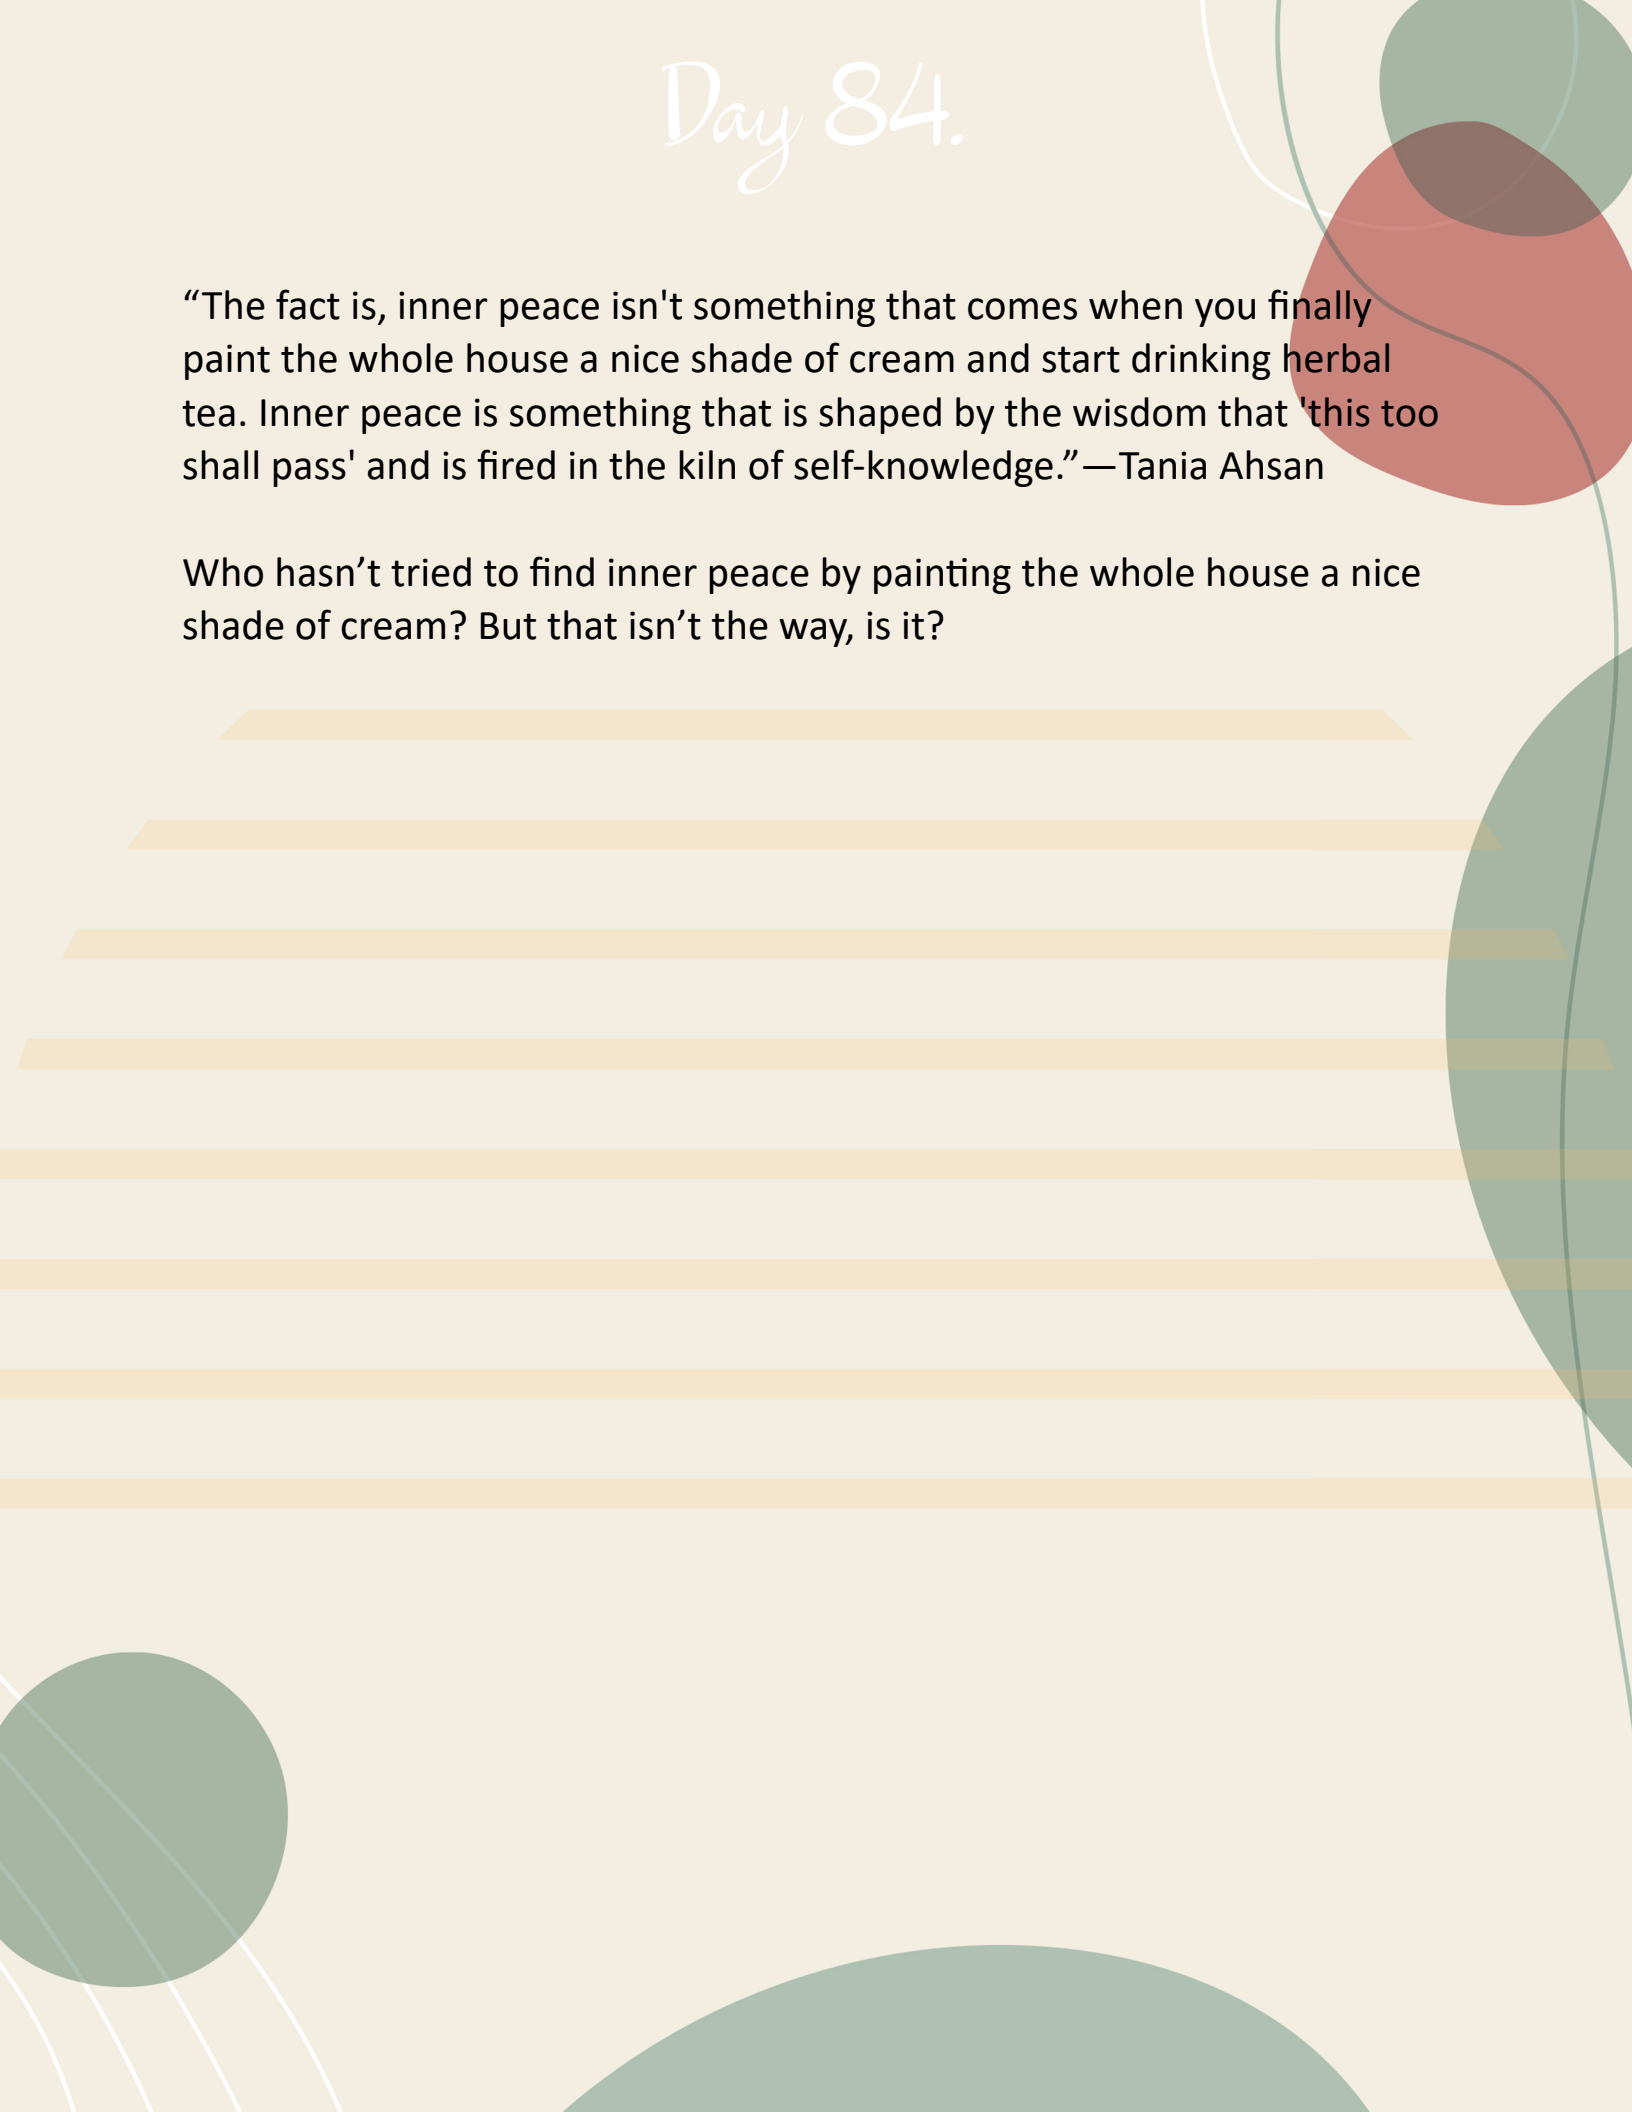 Day 84.
“The fact is, inner peace isn't something that comes when you finally
paint the whole house a nice shade of cream and start drinking herbal
tea. Inner peace is something that is shaped by the wisdom that 'this too
shall pass' and is fired in the kiln of self-knowledge.”—Tania Ahsan
Who hasn’t tried to find inner peace by painting the whole house a nice
shade of cream? But that isn’t the way, is it?